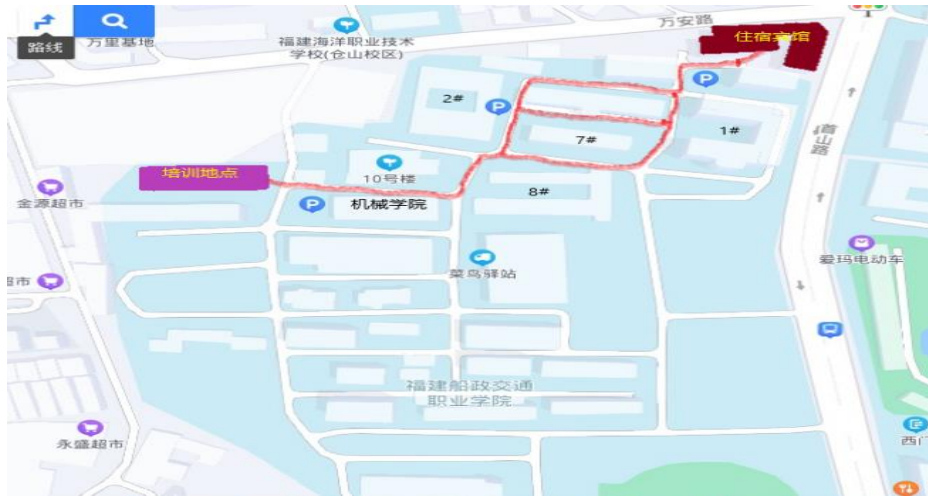 路线
万里基地
福建海洋职业技术
学校(仓山校区)
万安路
住宿宾馆
P
2#
P
1#
7#
首山路
培训地点
10号楼
8#
金源超市
P
机械学院
菜鸟驿站
爱玛电动车
超市
福建船政交通
职业学院
永盛超市
西门